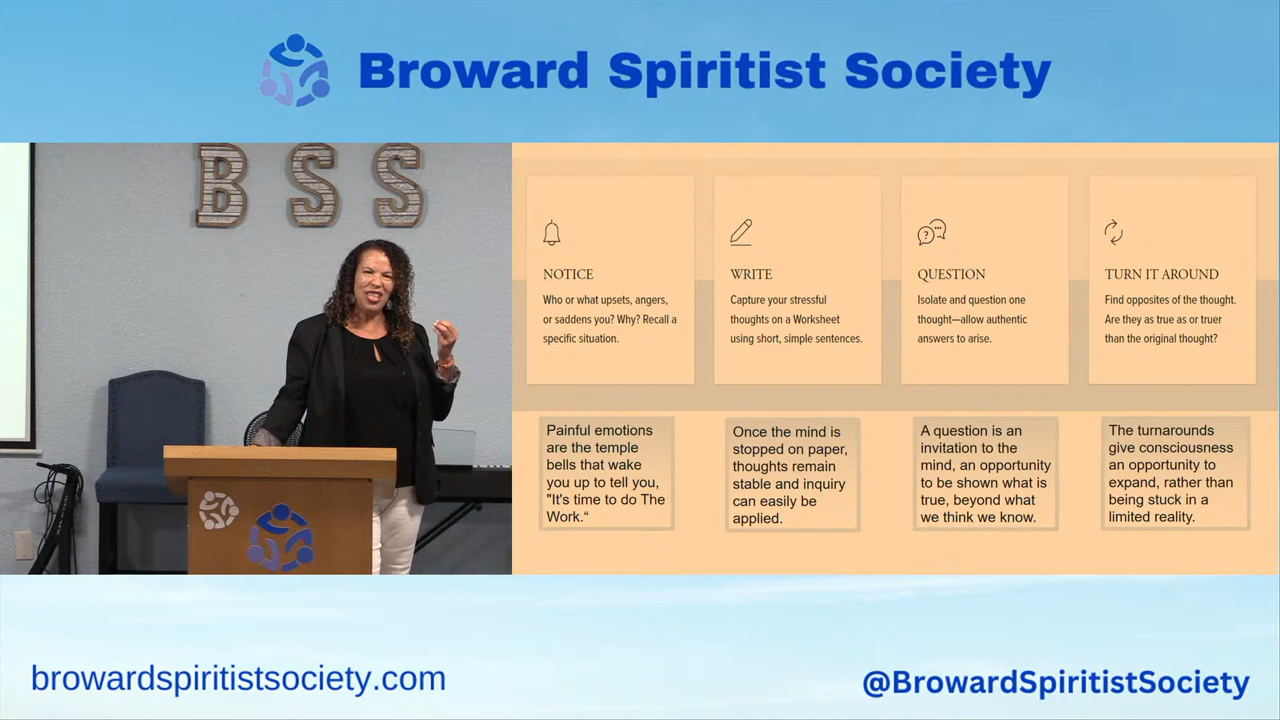 Broward Spiritist Society
BSS
NOTICE
Who or what upsets, angers,
or saddens you? Why? Recall a
specific situation.
WRITE
Capture your stressful
thoughts on a Worksheet
using short, simple sentences.
QUESTION
Isolate and question one
thought—allow authentic
answers to arise.
TURN IT AROUND
Find opposites of the thought.
Are they as true as or truer
than the original thought?
Painful emotions
are the temple
bells that wake
you up to tell you,
"It's time to do The
Work.“
Once the mind is
stopped on paper,
thoughts remain
stable and inquiry
can easily be
applied.
A question is an
invitation to the
mind, an opportunity
to be shown what is
true, beyond what
we think we know.
The turnarounds
give consciousness
an opportunity to
expand, rather than
being stuck in a
limited reality.
browardspiritistsociety.com
@BrowardSpiritistSociety